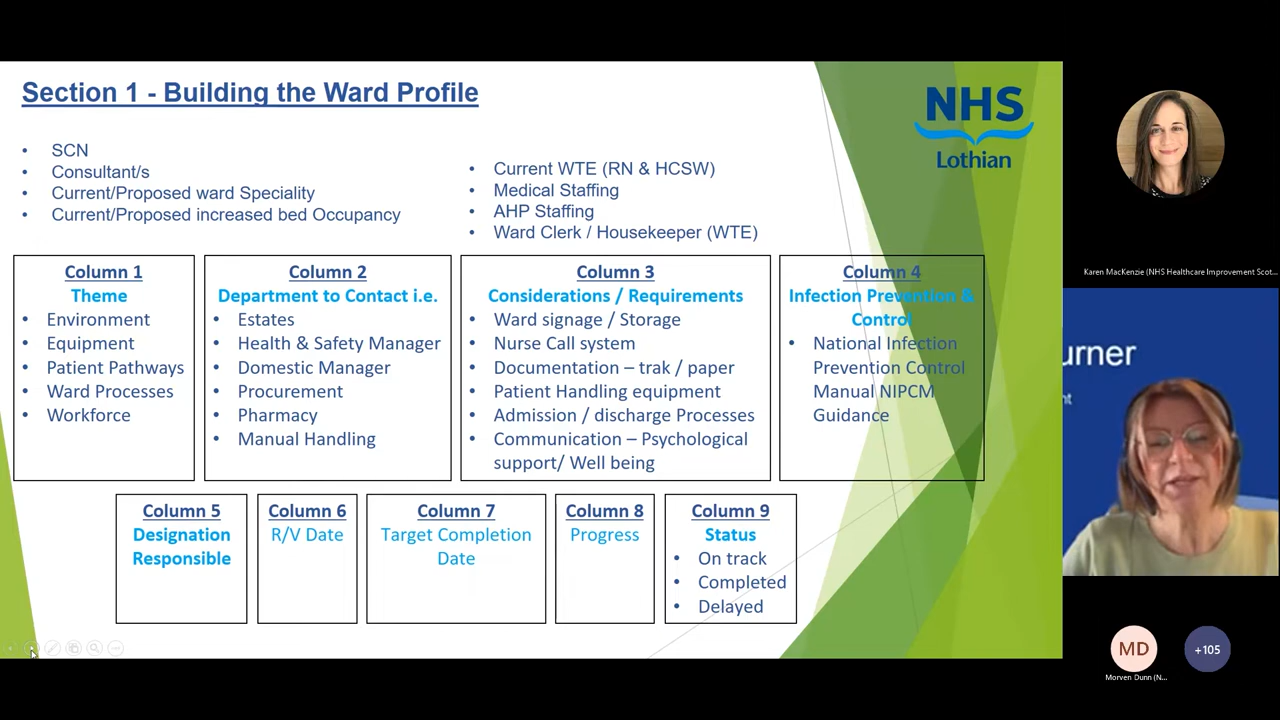 Section 1 - Building the Ward Profile
NHS
Lothian
• SCN
• Consultant/s
• Current/Proposed ward Speciality
• Current/Proposed increased bed Occupancy
• Current WTE (RN & HCSW)
• Medical Staffing
• AHP Staffing
• Ward Clerk / Housekeeper (WTE)
Column 1
Theme
• Environment
• Equipment
• Patient Pathways
• Ward Processes
• Workforce
Column 2
Department to Contact i.e.
• Estates
• Health & Safety Manager
• Domestic Manager
• Procurement
• Pharmacy
• Manual Handling
Column 3
Considerations / Requirements
• Ward signage / Storage
• Nurse Call system
• Documentation – trak / paper
• Patient Handling equipment
• Admission / discharge Processes
• Communication – Psychological
support/ Well being
Column 4
Infection Prevention &
Control
• National Infection
Prevention Control
Manual NIPCM
Guidance
Column 5
Designation
Responsible
Column 6
R/V Date
Column 7
Target Completion
Date
Column 8
Progress
Column 9
Status
• On track
• Completed
• Delayed
Karen MacKenzie (NHS Healthcare Improvement Scot...
urner
nt
MD
+105
Morven Dunn (N...